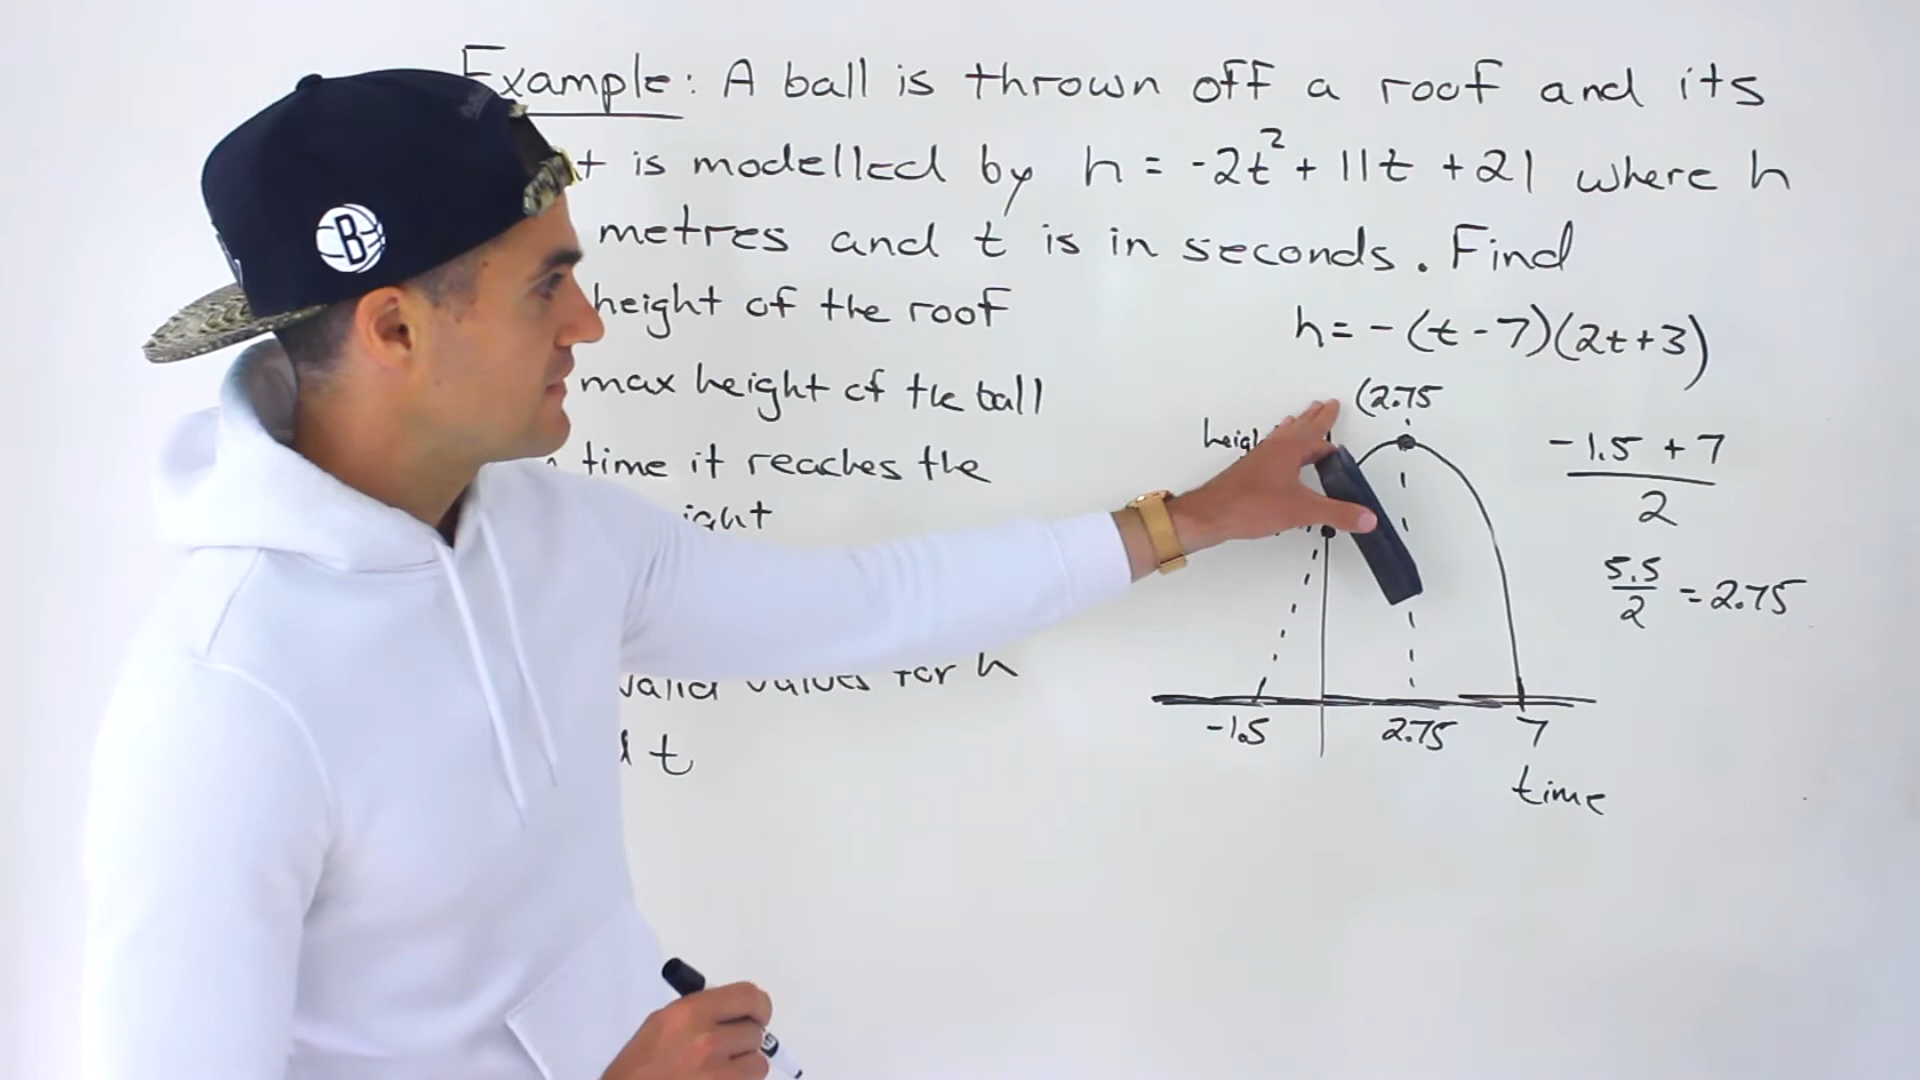 Example: A ball is thrown off a roof and its
is modelled by h = -2t² + 11t + 21 where h
metres and t is in seconds. Find
height of the roof
h = -(t-7)(2t+3)
max height of the ball
(2.75
time it reaches the
-1.5 + 7
2
5.5
2
= 2.75
valid values for h
t
-1.5 2.75 7
time
B